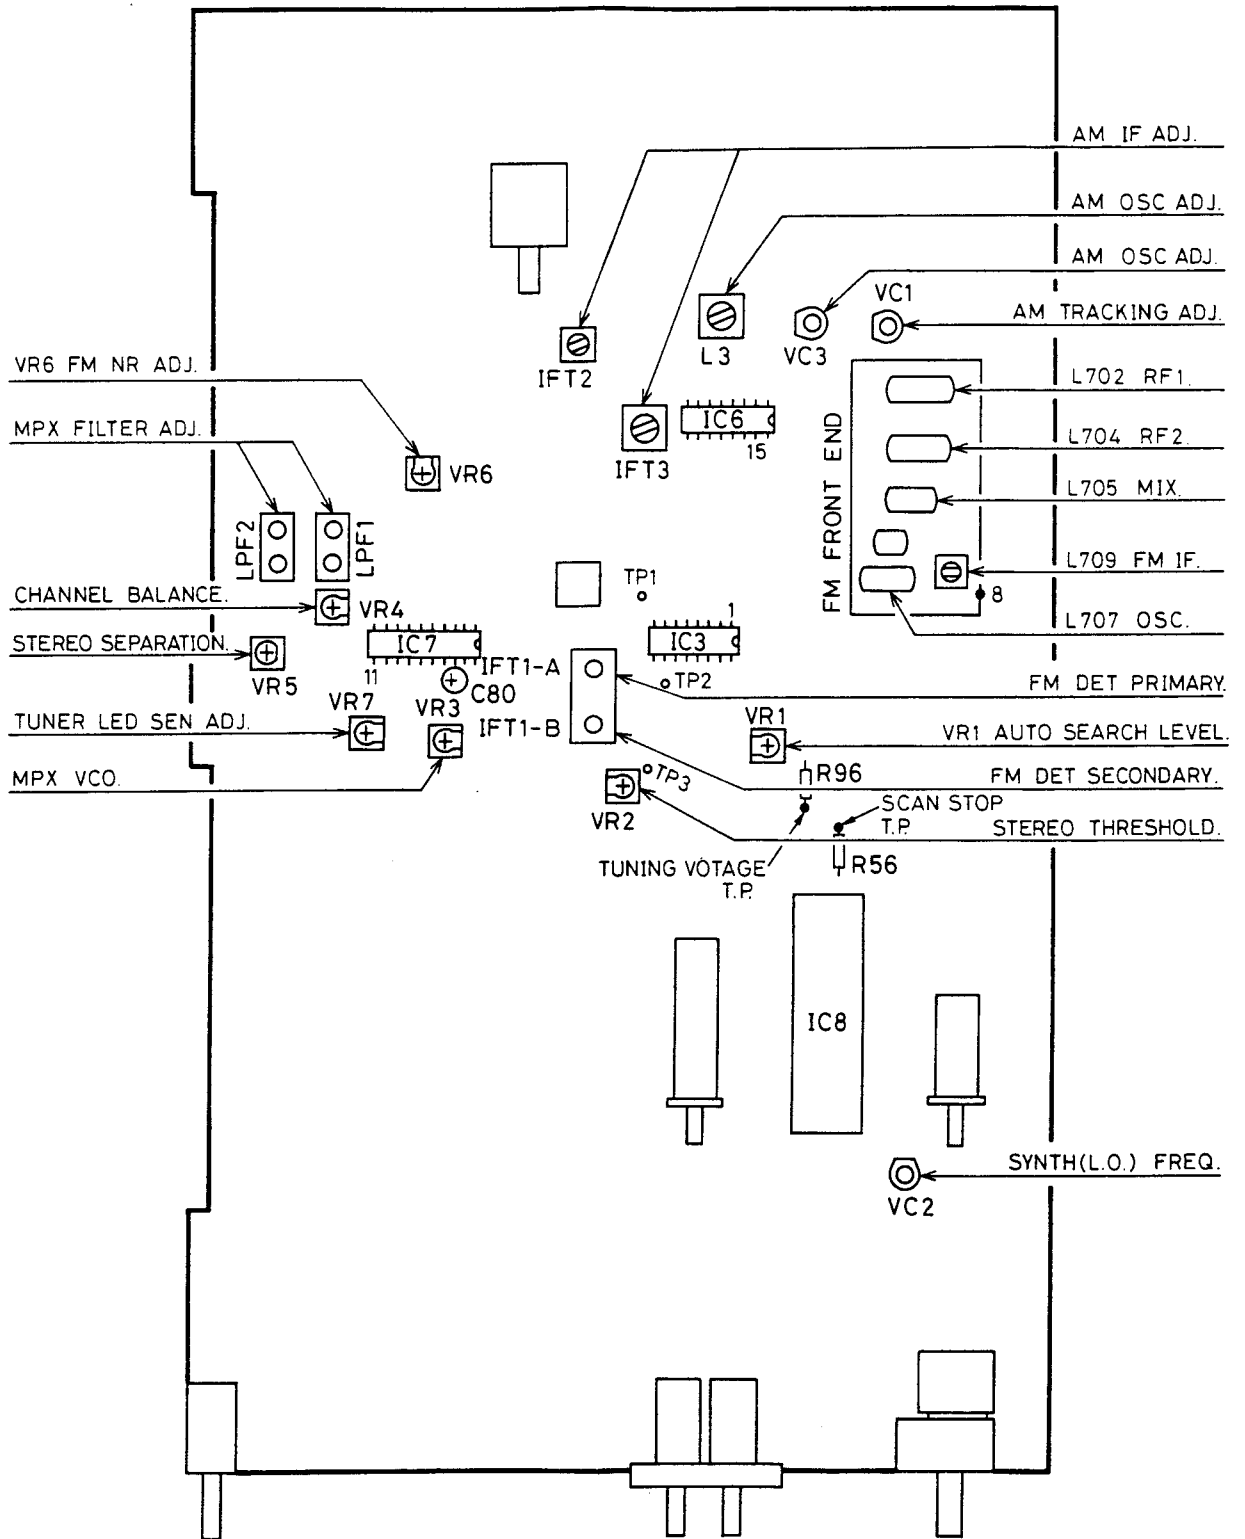 AM IF ADJ.
AM OSC ADJ.
AM OSC ADJ.
VC1
AM TRACKING ADJ.
L3
VC3
VR6 FM NR ADJ.
IFT2
L702 RF1.
IC6
MPX FILTER ADJ.
L704 RF2.
15
IFT3
VR6
FM FRONT END
L705 MIX.
LPF2
LPF1
L709 FM IF.
TP1
CHANNEL BALANCE.
8
VR4
1
L707 OSC.
IC7
IC3
STEREO SEPARATION.
11
IFT1-A
VR5
C80
TP2
FM DET PRIMARY.
VR7
VR3
TUNER LED SEN ADJ.
IFT1-B
VR1
VR1 AUTO SEARCH LEVEL.
MPX VCO.
TP3
R96
FM DET SECONDARY.
SCAN STOP
T.P.
VR2
STEREO THRESHOLD.
TUNING VOTAGE
T.P.
R56
IC8
SYNTH(L.O.) FREQ.
VC2